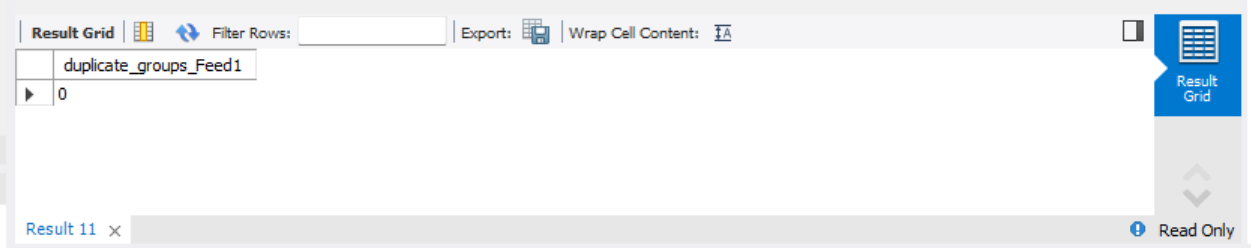 Result Grid Filter Rows: Export: Wrap Cell Content:
duplicate_groups_Feed1
0
Result
Grid
Result 11
Read Only